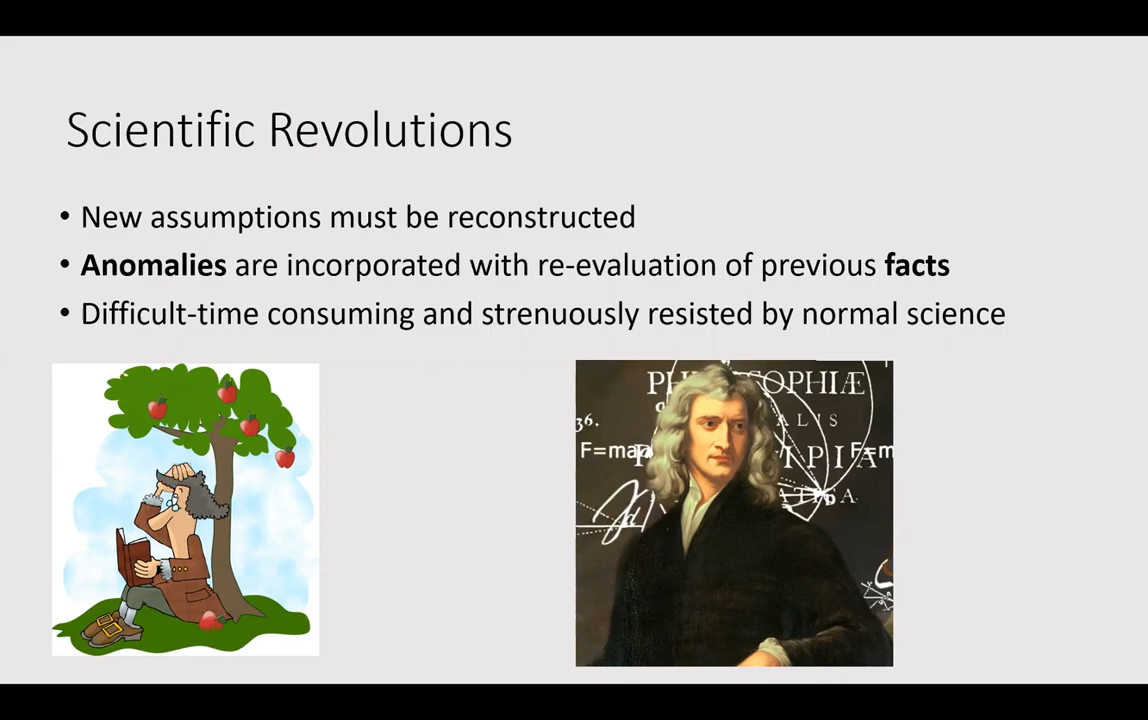 Scientific Revolutions
• New assumptions must be reconstructed
• Anomalies are incorporated with re-evaluation of previous facts
• Difficult-time consuming and strenuously resisted by normal science
36.
F=ma
F=m